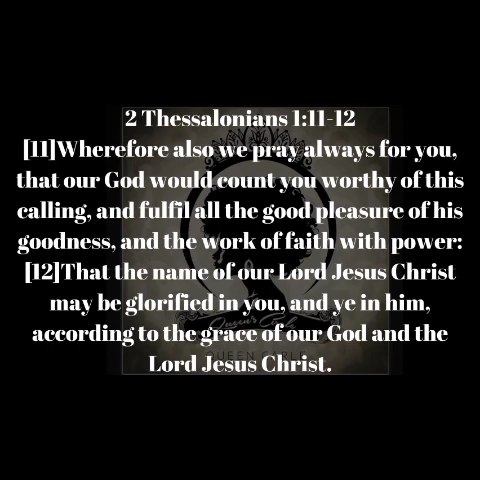 2 Thessalonians 1:11-12
[11]Wherefore also we pray always for you,
that our God would count you worthy of this
calling, and fulfil all the good pleasure of his
goodness, and the work of faith with power:
[12]That the name of our Lord Jesus Christ
may be glorified in you, and ye in him,
according to the grace of our God and the
Lord Jesus Christ.
QUEEN